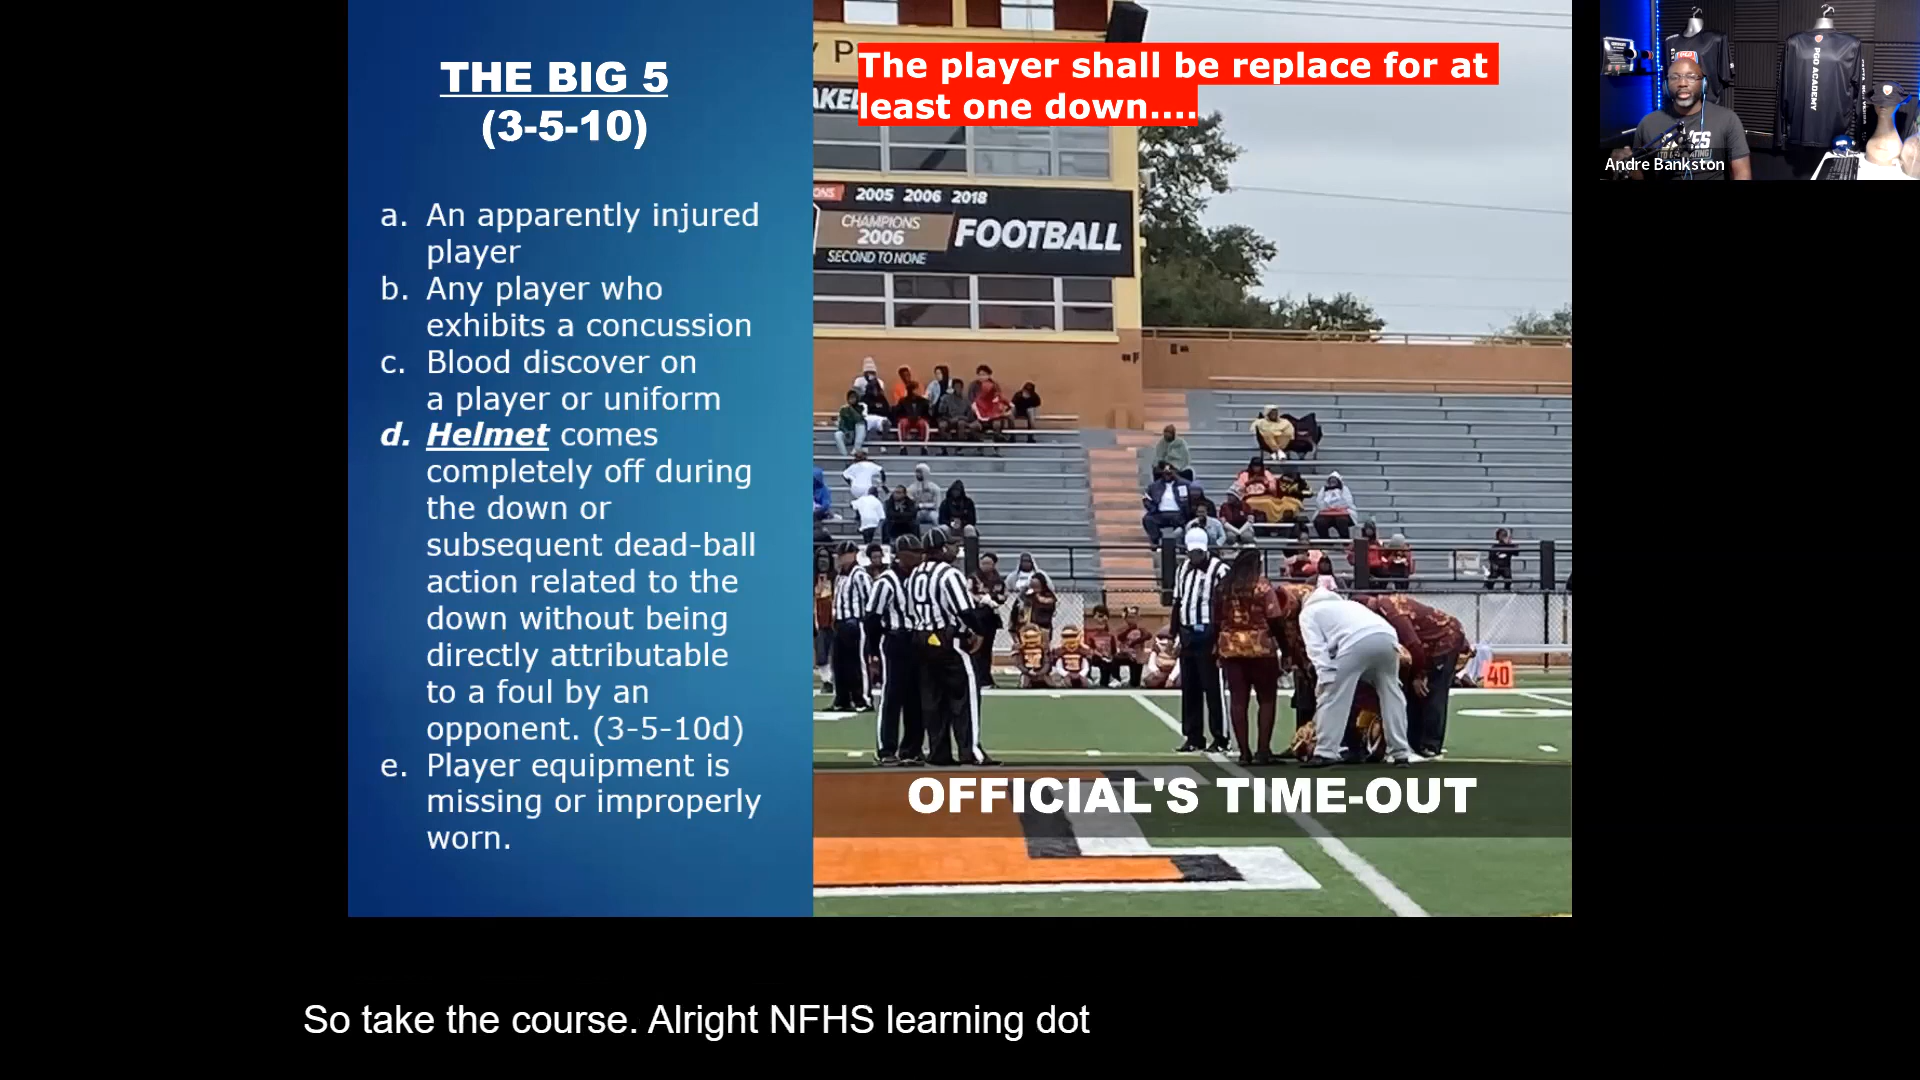 THE BIG 5
(3-5-10)
a. An apparently injured
player
b. Any player who
exhibits a concussion
c. Blood discover on
a player or uniform
d. Helmet comes
completely off during
the down or
subsequent dead-ball
action related to the
down without being
directly attributable
to a foul by an
opponent. (3-5-10d)
e. Player equipment is
missing or improperly
worn.
The player shall be replace for at
least one down....
2005 2006 2018
CHAMPIONS
2006
SECOND TO NONE
FOOTBALL
40
OFFICIAL'S TIME-OUT
PGO ACADEMY
Andre Bankston
So take the course. Alright NFHS learning dot